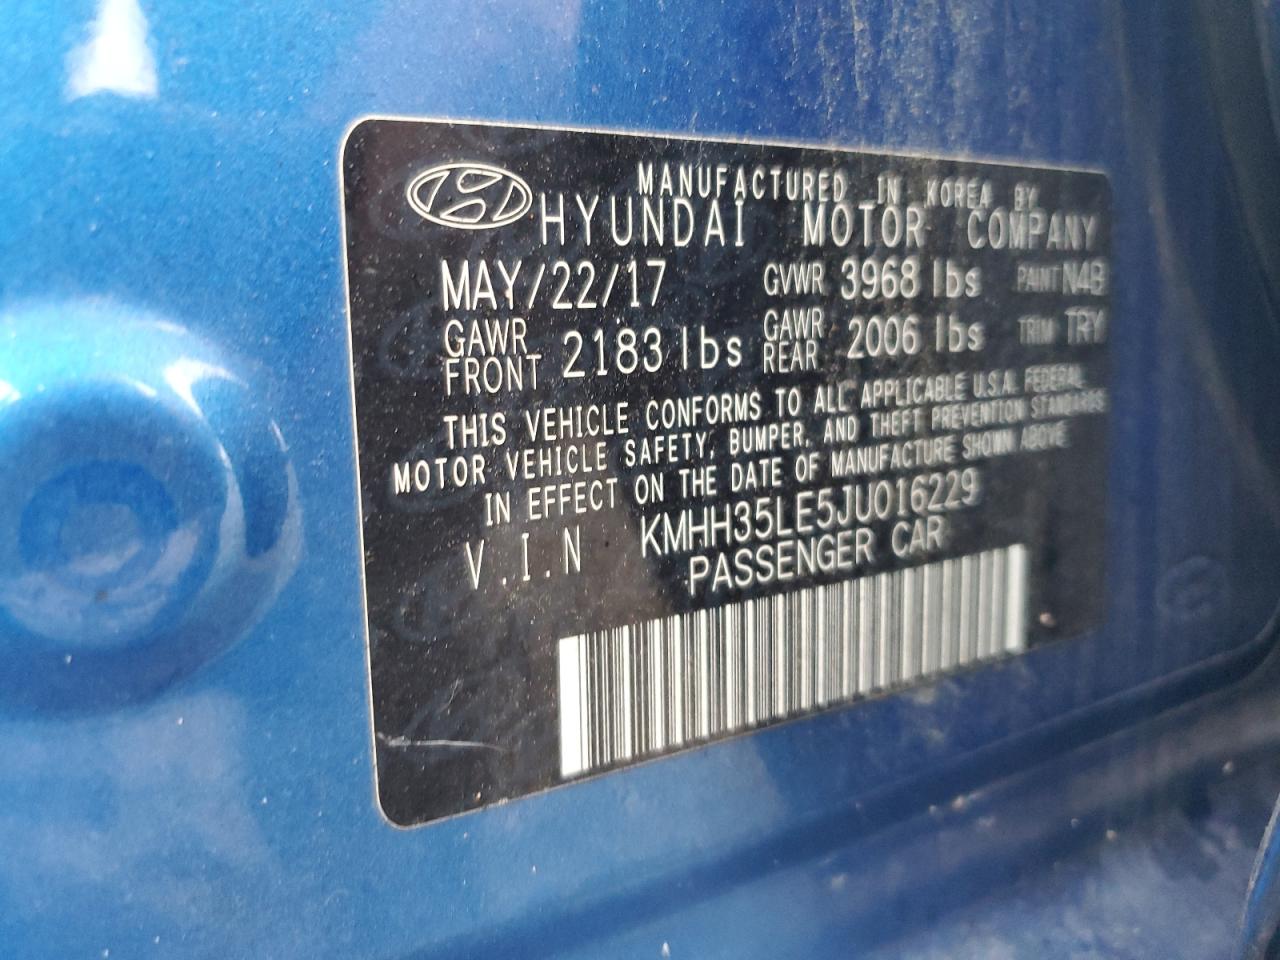 MANUFACTURED IN KOREA BY
HYUNDAI MOTOR COMPANY
MAY/22/17 GVWR 3968 lbs PAINT N4B
GAWR FRONT 2183 lbs GAWR REAR 2006 lbs TRIM TRY
THIS VEHICLE CONFORMS TO ALL APPLICABLE U.S.A. FEDERAL
MOTOR VEHICLE SAFETY, BUMPER, AND THEFT PREVENTION STANDARDS
IN EFFECT ON THE DATE OF MANUFACTURE SHOWN ABOVE
V.I.N KMHH35LE5JU016229
PASSENGER CAR